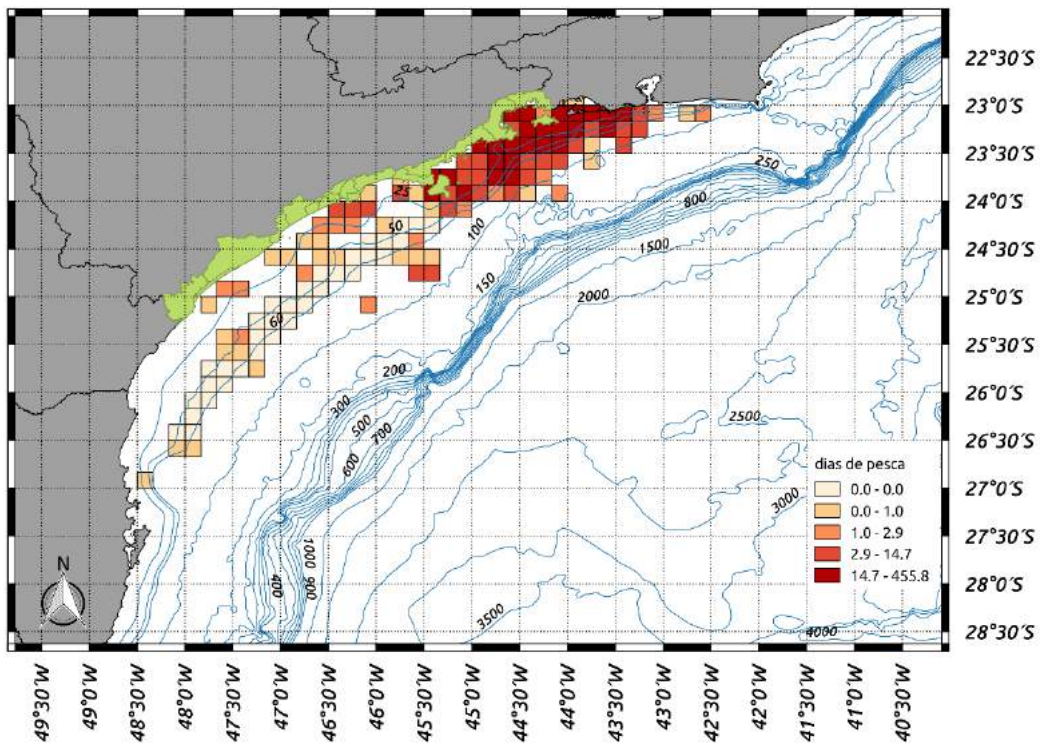 22°30´S
23°0´S
23°30´S
24°0´S
24°30´S
25°0´S
25°30´S
26°0´S
26°30´S
27°0´S
27°30´S
28°0´S
28°30´S
250
800
1500
2000
25
50
100
150
60
200
300
500
700
600
2500
3000
1000
900
400
3500
4000
dias de pesca
0.0 - 0.0
0.0 - 1.0
1.0 - 2.9
2.9 - 14.7
14.7 - 455.8
N
49°30´W
49°0´W
48°0´W
47°30´W
47°0´W
46°30´W
46°0´W
45°30´W
45°0´W
44°30´W
44°0´W
43°30´W
43°0´W
42°30´W
42°0´W
41°30´W
41°0´W
40°30´W